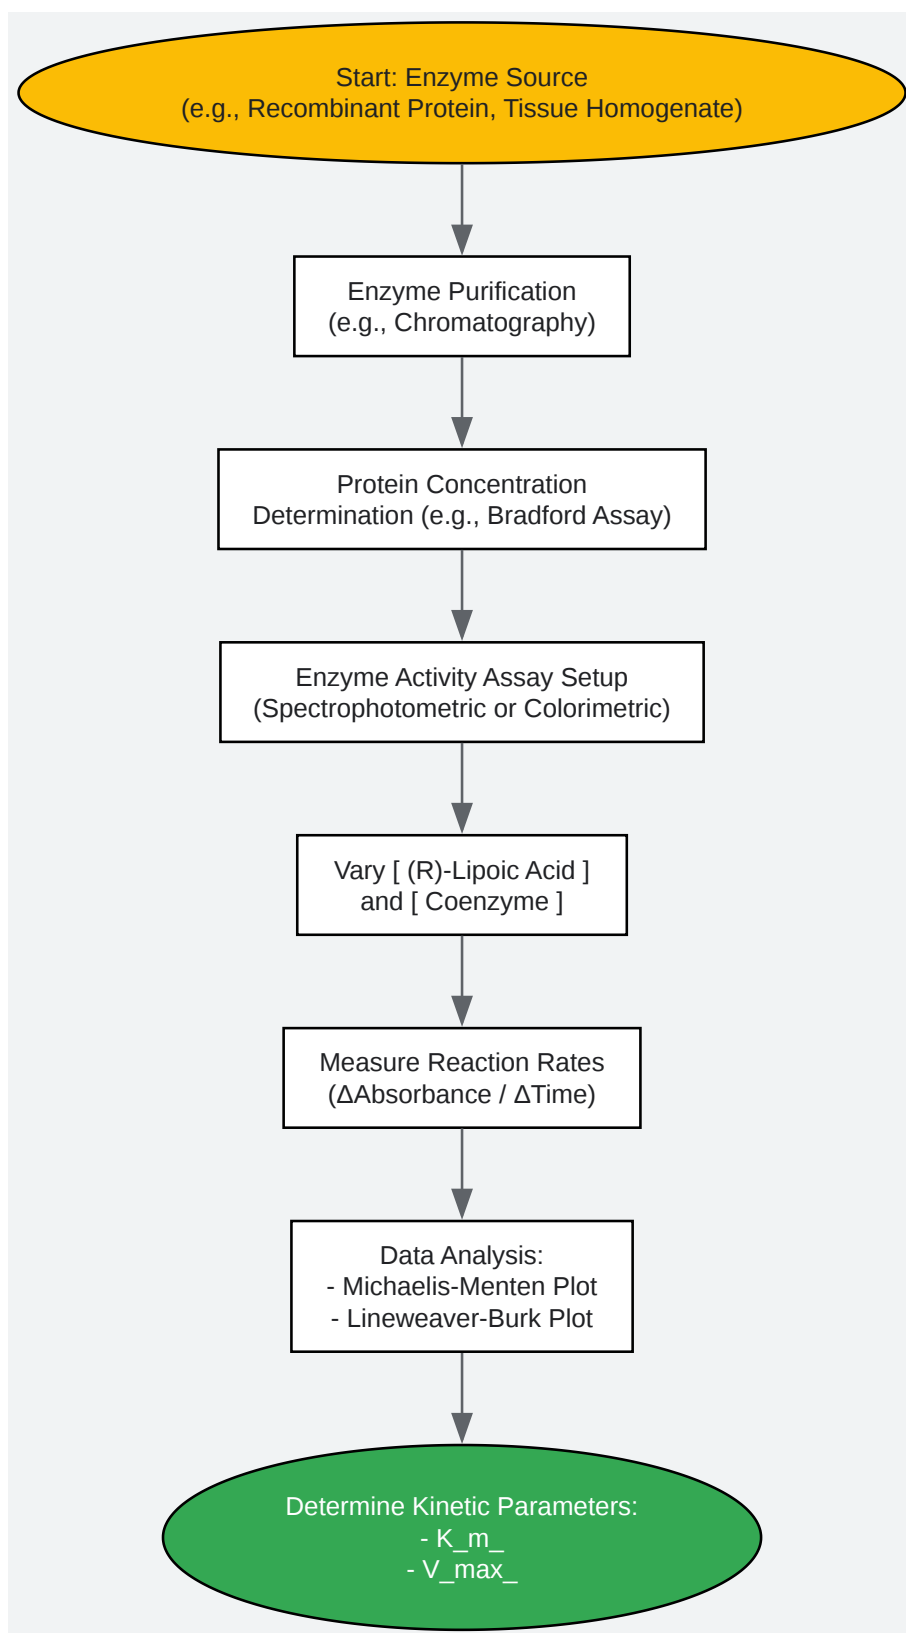 Start: Enzyme Source
(e.g., Recombinant Protein, Tissue Homogenate)
Enzyme Purification
(e.g., Chromatography)
Protein Concentration
Determination (e.g., Bradford Assay)
Enzyme Activity Assay Setup
(Spectrophotometric or Colorimetric)
Vary [ (R)-Lipoic Acid ]
and [ Coenzyme ]
Measure Reaction Rates
(ΔAbsorbance / ΔTime)
Data Analysis:
- Michaelis-Menten Plot
- Lineweaver-Burk Plot
Determine Kinetic Parameters:
- K_m_
- V_max_